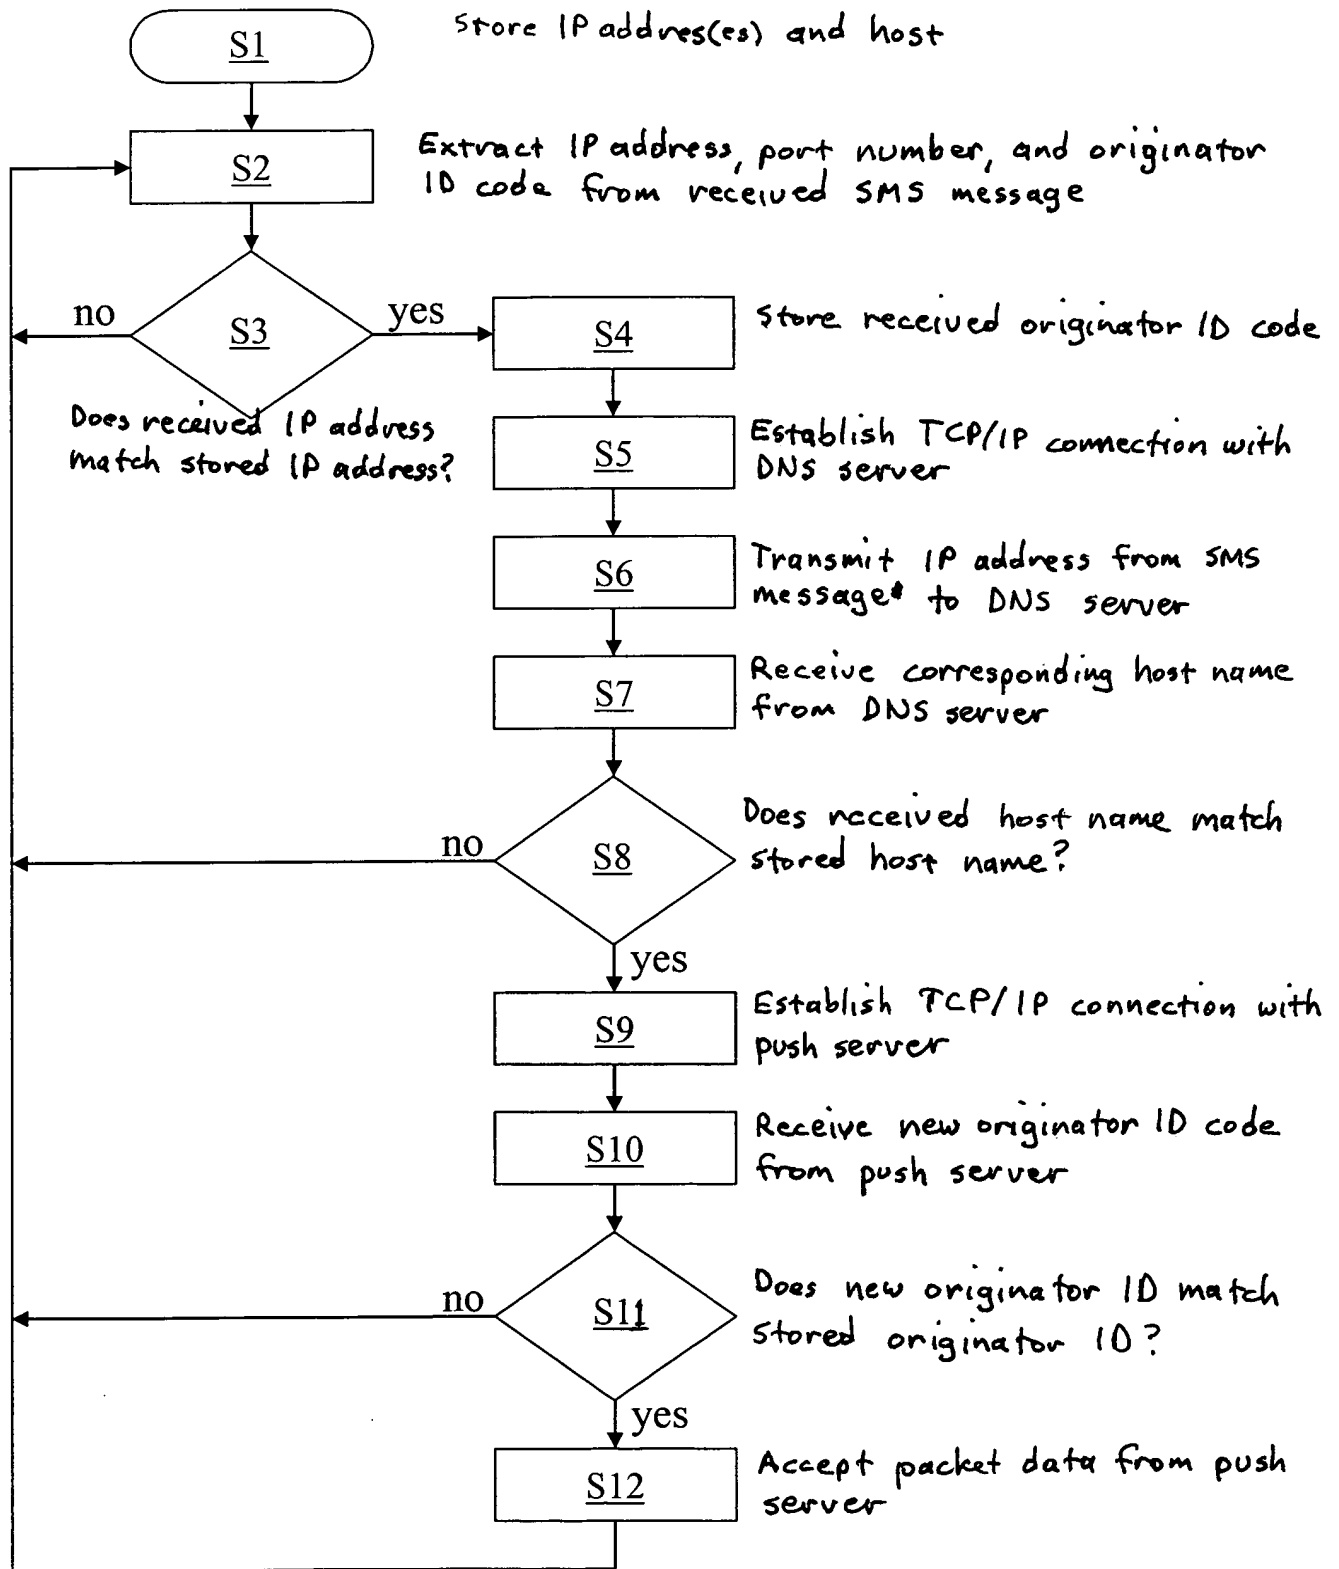 S1
Store IP addres(es) and host
S2
Extract IP address, port number, and originator
ID code from received SMS message
no
S3
yes
Does received IP address
match stored IP address?
S4
Store received originator ID code
S5
Establish TCP/IP connection with
DNS server
S6
Transmit IP address from SMS
message to DNS server
S7
Receive corresponding host name
from DNS server
no
S8
Does received host name match
stored host name?
yes
S9
Establish TCP/IP connection with
push server
S10
Receive new originator ID code
from push server
no
S11
Does new originator ID match
stored originator ID?
yes
S12
Accept packet data from push
server